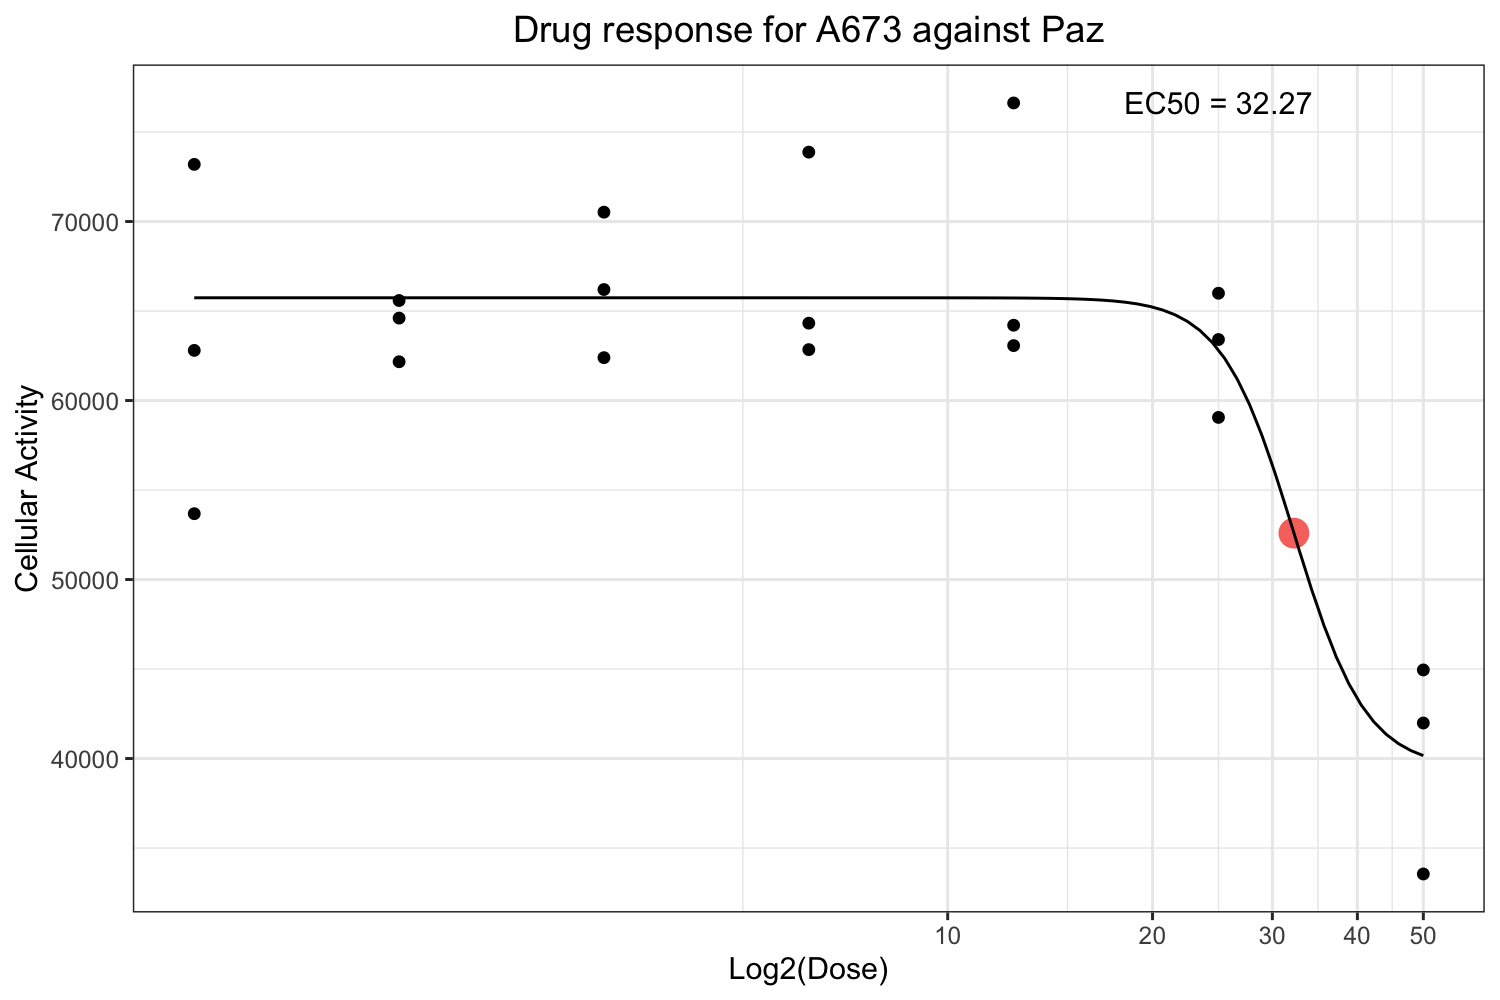 Drug response for A673 against Paz
EC50 = 32.27
70000
60000
50000
40000
Cellular Activity
10 20 30 40 50
Log2(Dose)